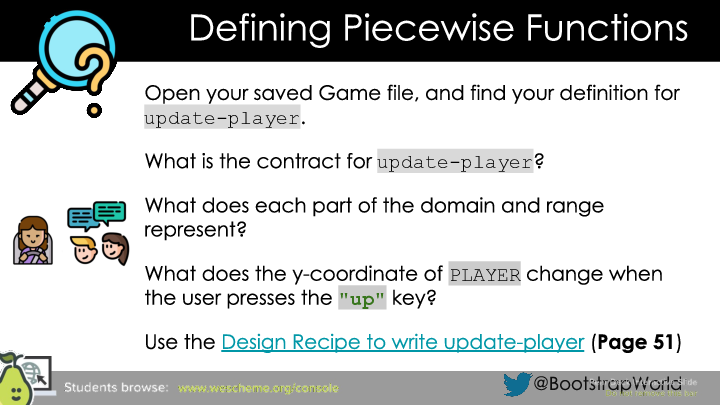 Defining Piecewise Functions
Open your saved Game file, and find your definition for
update-player.
What is the contract for update-player?
What does each part of the domain and range
represent?
What does the y-coordinate of PLAYER change when
the user presses the "up" key?
Use the Design Recipe to write update-player (Page 51)
Students browse: www.wescheme.org/console
@BootstrapWorld